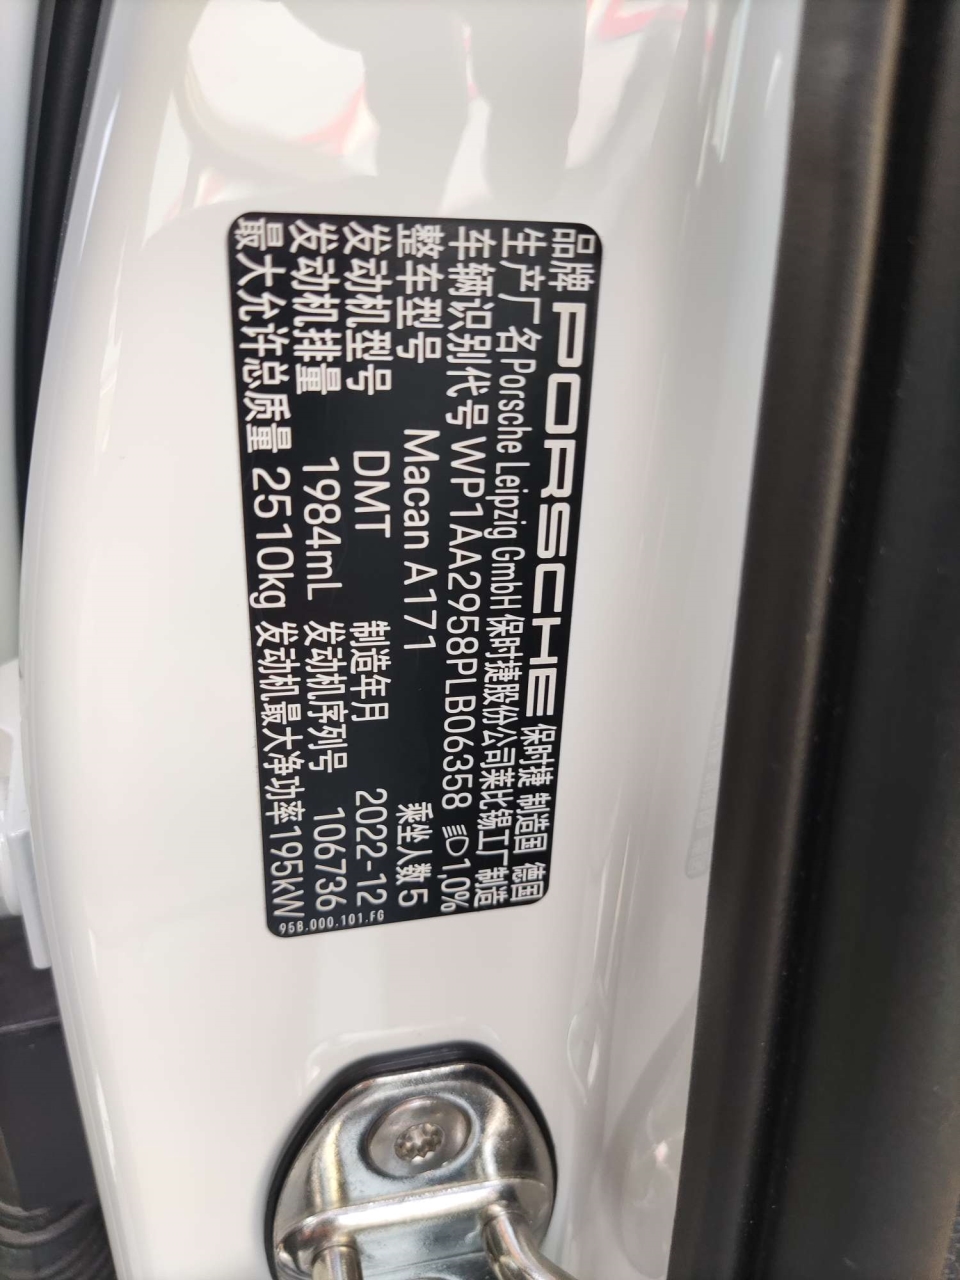 品牌 PORSCHE 保时捷 制造国 德国
生产厂名 Porsche Leipzig GmbH 保时捷股份公司莱比锡工厂制造
车辆识别代号 WP1AA2958PLB06358 1,0%
整车型号 Macan A171 乘坐人数 5
发动机型号 DMT 制造年月 2022-12
发动机排量 1984mL 发动机序列号 106736
最大允许总质量 2510kg 发动机最大净功率 195kW
958.000.101.FG